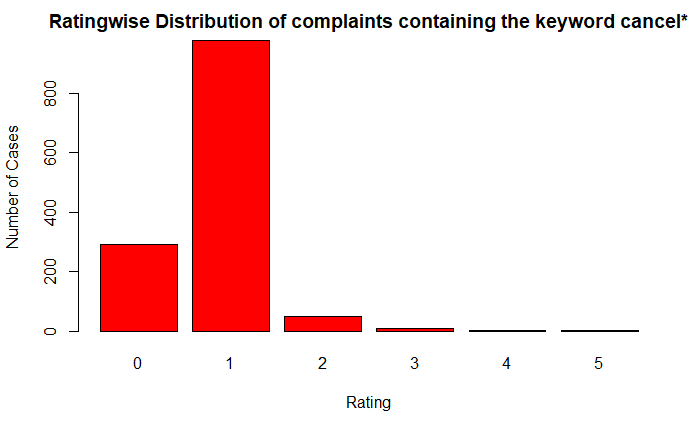 Ratingwise Distribution of complaints containing the keyword cancel*
Number of Cases
800
600
400
200
0
0 1 2 3 4 5
Rating